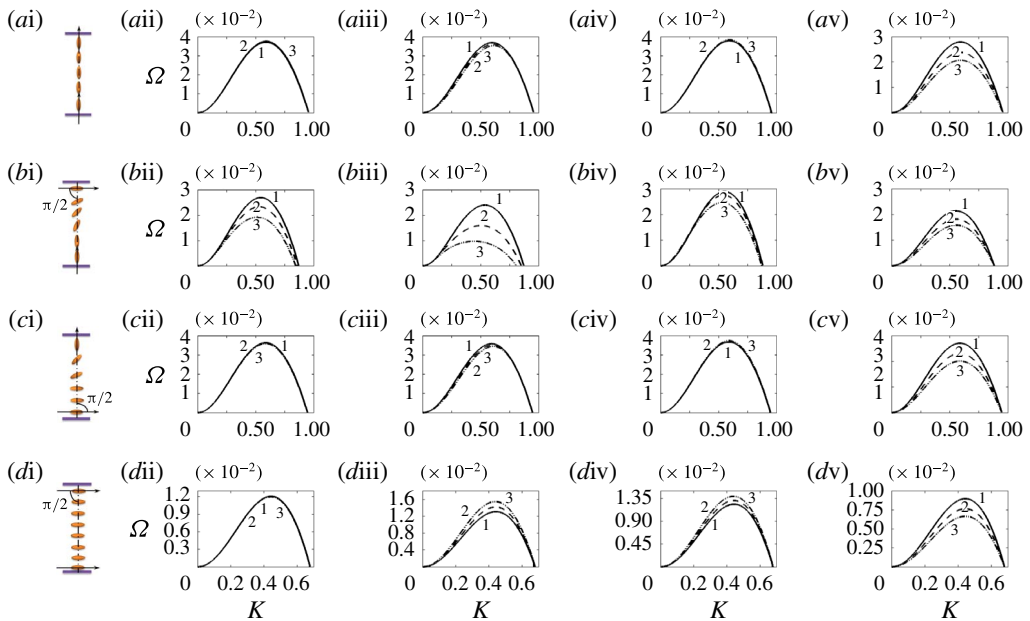 (ai) (aii) (× 10⁻²) (aiii) (× 10⁻²) (aiv) (× 10⁻²) (av) (× 10⁻²)
4 4 4 3
3 2 1 3 3 1 3 3 2 3 2 2 1
Ω 2 2 2 2 1 3
1 1 1 1
0 0.50 1.00 0 0.50 1.00 0 0.50 1.00 0 0.50 1.00
(bi) (bii) (× 10⁻²) (biii) (× 10⁻²) (biv) (× 10⁻²) (bv) (× 10⁻²)
3 1 3 1 3 1 3 1
π/2 2 2 2 2 2 2 2 2
Ω 1 3 1 3 1 3 1 3
0 0.50 1.00 0 0.50 1.00 0 0.50 1.00 0 0.50 1.00
(ci) (cii) (× 10⁻²) (ciii) (× 10⁻²) (civ) (× 10⁻²) (cv) (× 10⁻²)
4 4 4 4
3 2 3 1 3 1 3 3 2 1 3 3 2 1
Ω 2 2 2 2 2 3
π/2 1 1 1 1
0 0.50 1.00 0 0.50 1.00 0 0.50 1.00 0 0.50 1.00
(di) (dii) (× 10⁻²) (diii) (× 10⁻²) (div) (× 10⁻²) (dv) (× 10⁻²)
1.2 1.6 3 1.35 3 1.00 1
π/2 0.9 2 1 3 1.2 2 2 0.75 2
Ω 0.6 0.8 1 0.90 1 0.50 3
0.3 0.4 0.45 0.25
0 0.2 0.4 0.6 0 0.2 0.4 0.6 0 0.2 0.4 0.6 0 0.2 0.4 0.6
K K K K